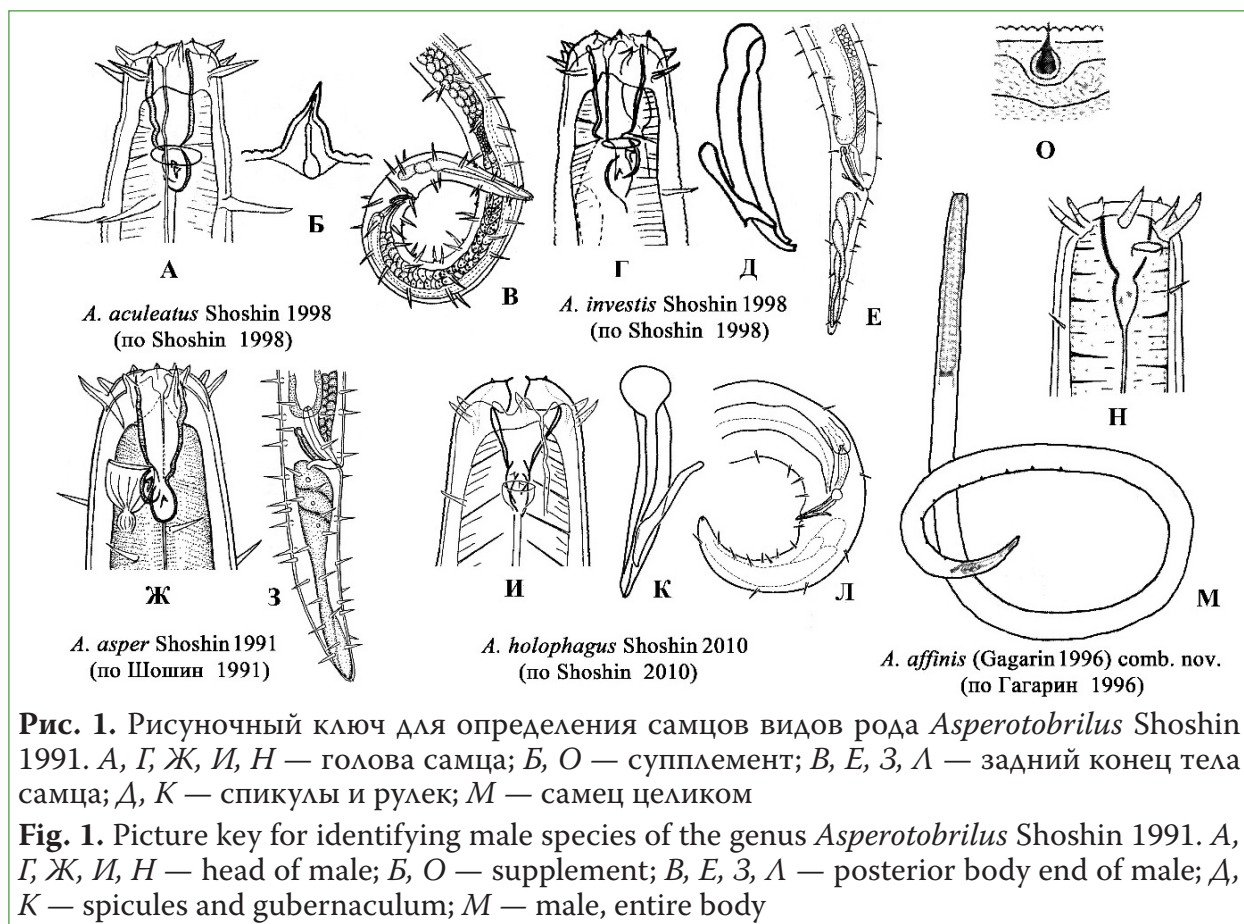 О
А
Б
В
Г
Д
Е
A. aculeatus Shoshin 1998
(по Shoshin 1998)
A. investis Shoshin 1998
(по Shoshin 1998)
Н
Ж
З
И
К
Л
М
A. asper Shoshin 1991
(по Шошин 1991)
A. holophagus Shoshin 2010
(по Shoshin 2010)
A. affinis (Gagarin 1996) comb. nov.
(по Гагарин 1996)
Рис. 1. Рисуночный ключ для определения самцов видов рода Asperotobrilus Shoshin
1991. А, Г, Ж, И, Н — голова самца; Б, О — супплемент; В, Е, З, Л — задний конец тела
самца; Д, К — спикулы и рулек; М — самец целиком
Fig. 1. Picture key for identifying male species of the genus Asperotobrilus Shoshin 1991. А,
Г, Ж, И, Н — head of male; Б, О — supplement; В, Е, З, Л — posterior body end of male; Д,
К — spicules and gubernaculum; М — male, entire body